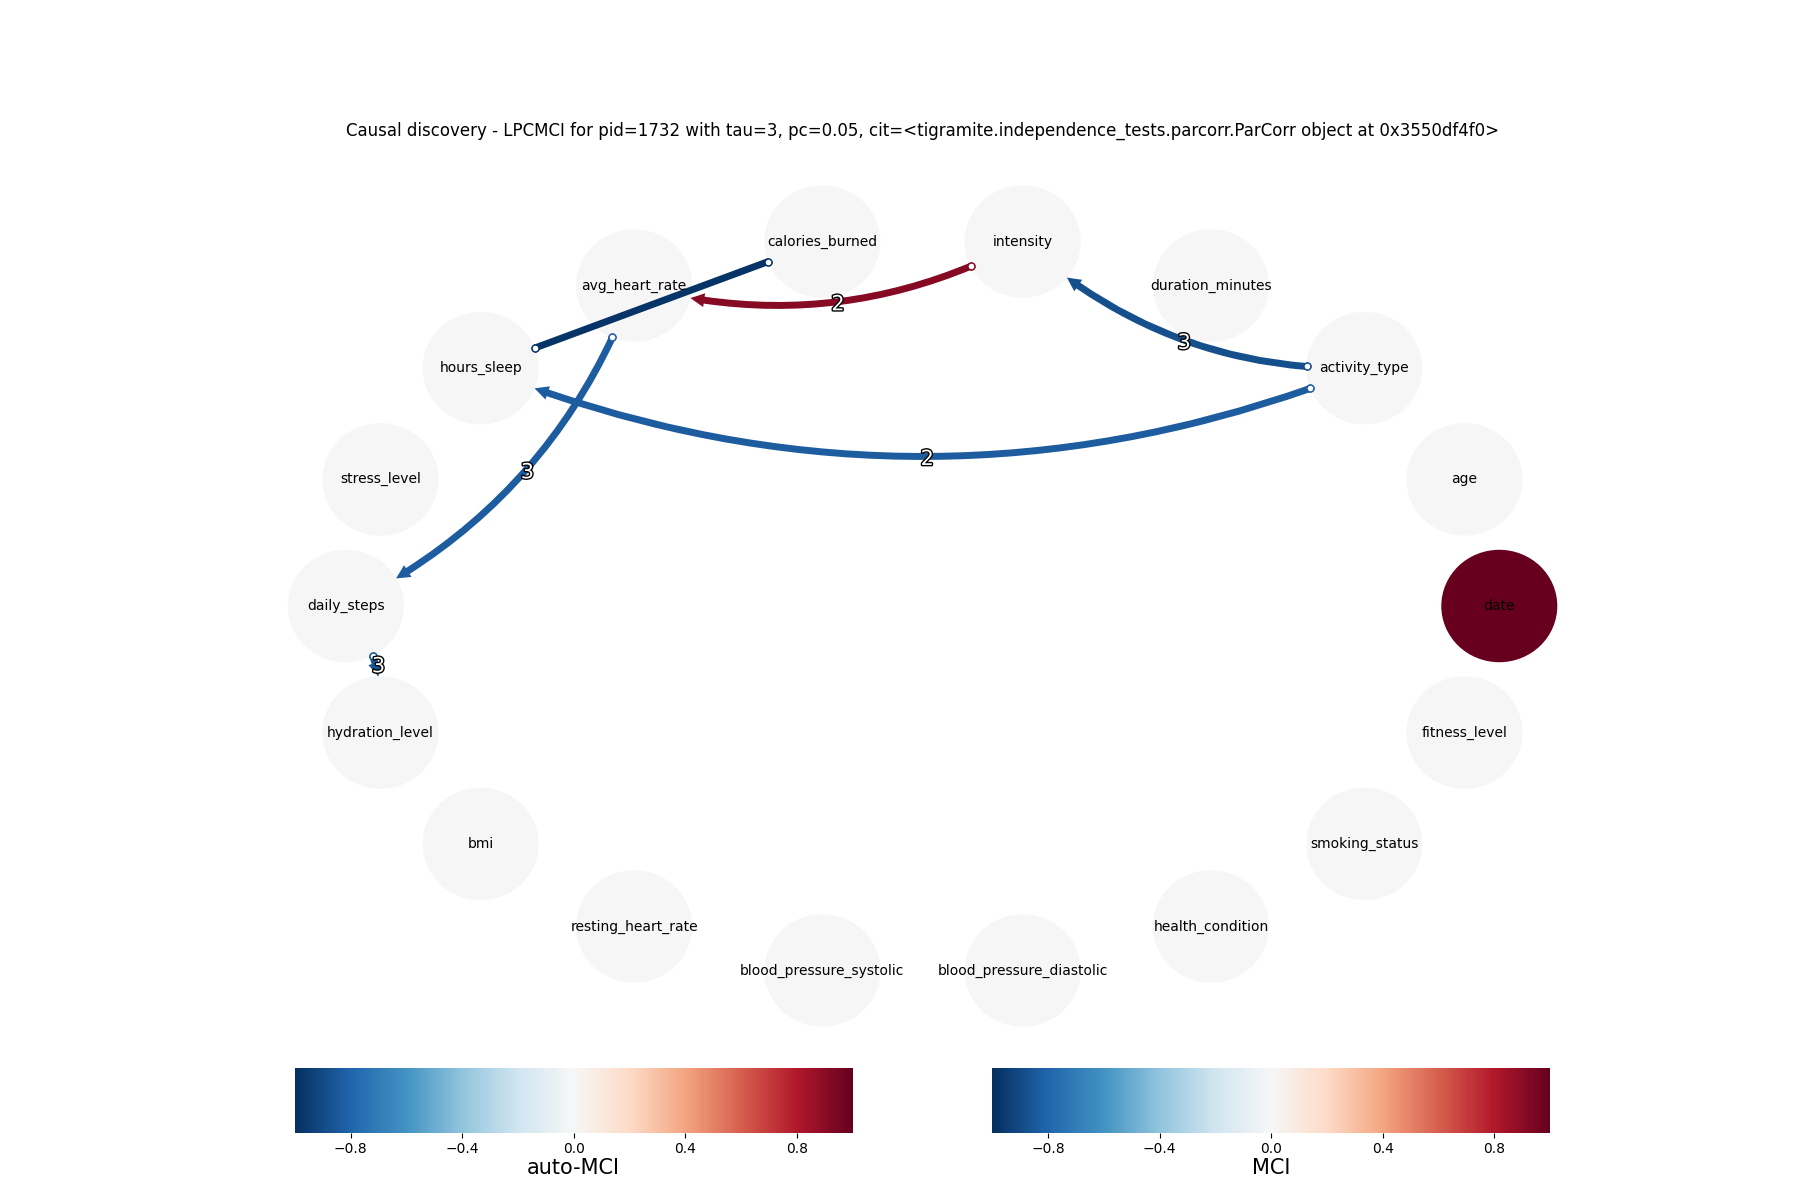 Causal discovery - LPCMCI for pid=1732 with tau=3, pc=0.05, cit=<tigramite.independence_tests.parcorr.ParCorr object at 0x3550df4f0>
calories_burned
intensity
avg_heart_rate
duration_minutes
2
3
hours_sleep
activity_type
2
3
stress_level
age
daily_steps
date
3
hydration_level
fitness_level
bmi
smoking_status
resting_heart_rate
health_condition
blood_pressure_systolic
blood_pressure_diastolic
−0.8 −0.4 0.0 0.4 0.8
auto-MCI
−0.8 −0.4 0.0 0.4 0.8
MCI